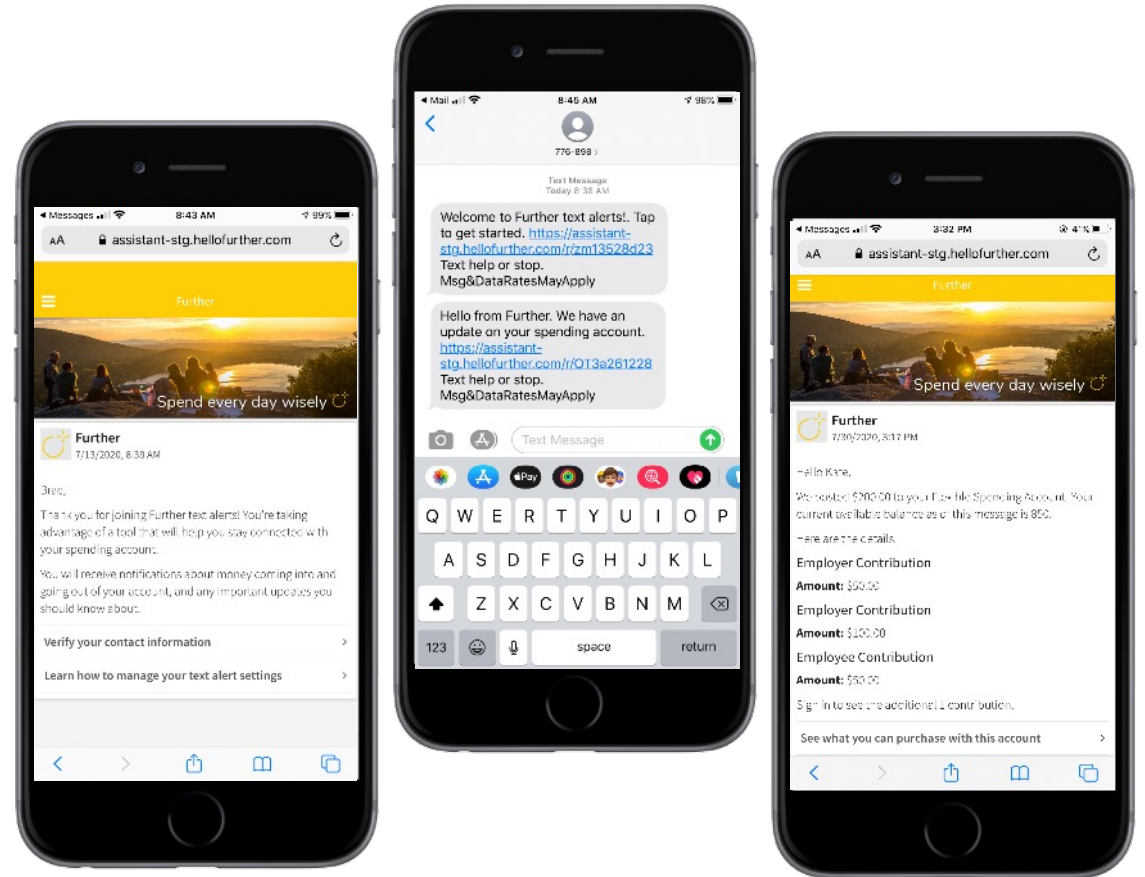 Messages 8:43 AM 99%
AA assistant-stg.hellofurther.com
Further
Spend every day wisely
Further
7/13/2020, 8:38 AM
Thank you for joining Further text alerts! You're taking
advantage of a tool that will help you stay connected with
your spending account.
You will receive notifications about money coming into and
going out of your account, and any important updates you
should know about.
Verify your contact information
Learn how to manage your text alert settings
Mail 8:45 AM 98%
776-898
Text Message
Today 8:38 AM
Welcome to Further text alerts!. Tap
to get started. https://assistant-
stg.hellofurther.com/r/zm13528d23
Text help or stop.
Msg&DataRatesMayApply
Hello from Further. We have an
update on your spending account.
https://assistant-
stg.hellofurther.com/r/OT3a261228
Text help or stop.
Msg&DataRatesMayApply
Text Message
Pay
Q W E R T Y U I O P
A S D F G H J K L
Z X C V B N M
123 space return
Messages 3:32 PM 41%
AA assistant-stg.hellofurther.com
Further
Spend every day wisely
Further
7/30/2020, 3:17 PM
Hello Kate,
We posted $200.00 to your Flexible Spending Account. Your
current available balance as of this message is 850.
Here are the details.
Employer Contribution
Amount: $50.00
Employer Contribution
Amount: $100.00
Employee Contribution
Amount: $50.00
Sign in to see the additional 1 contribution.
See what you can purchase with this account